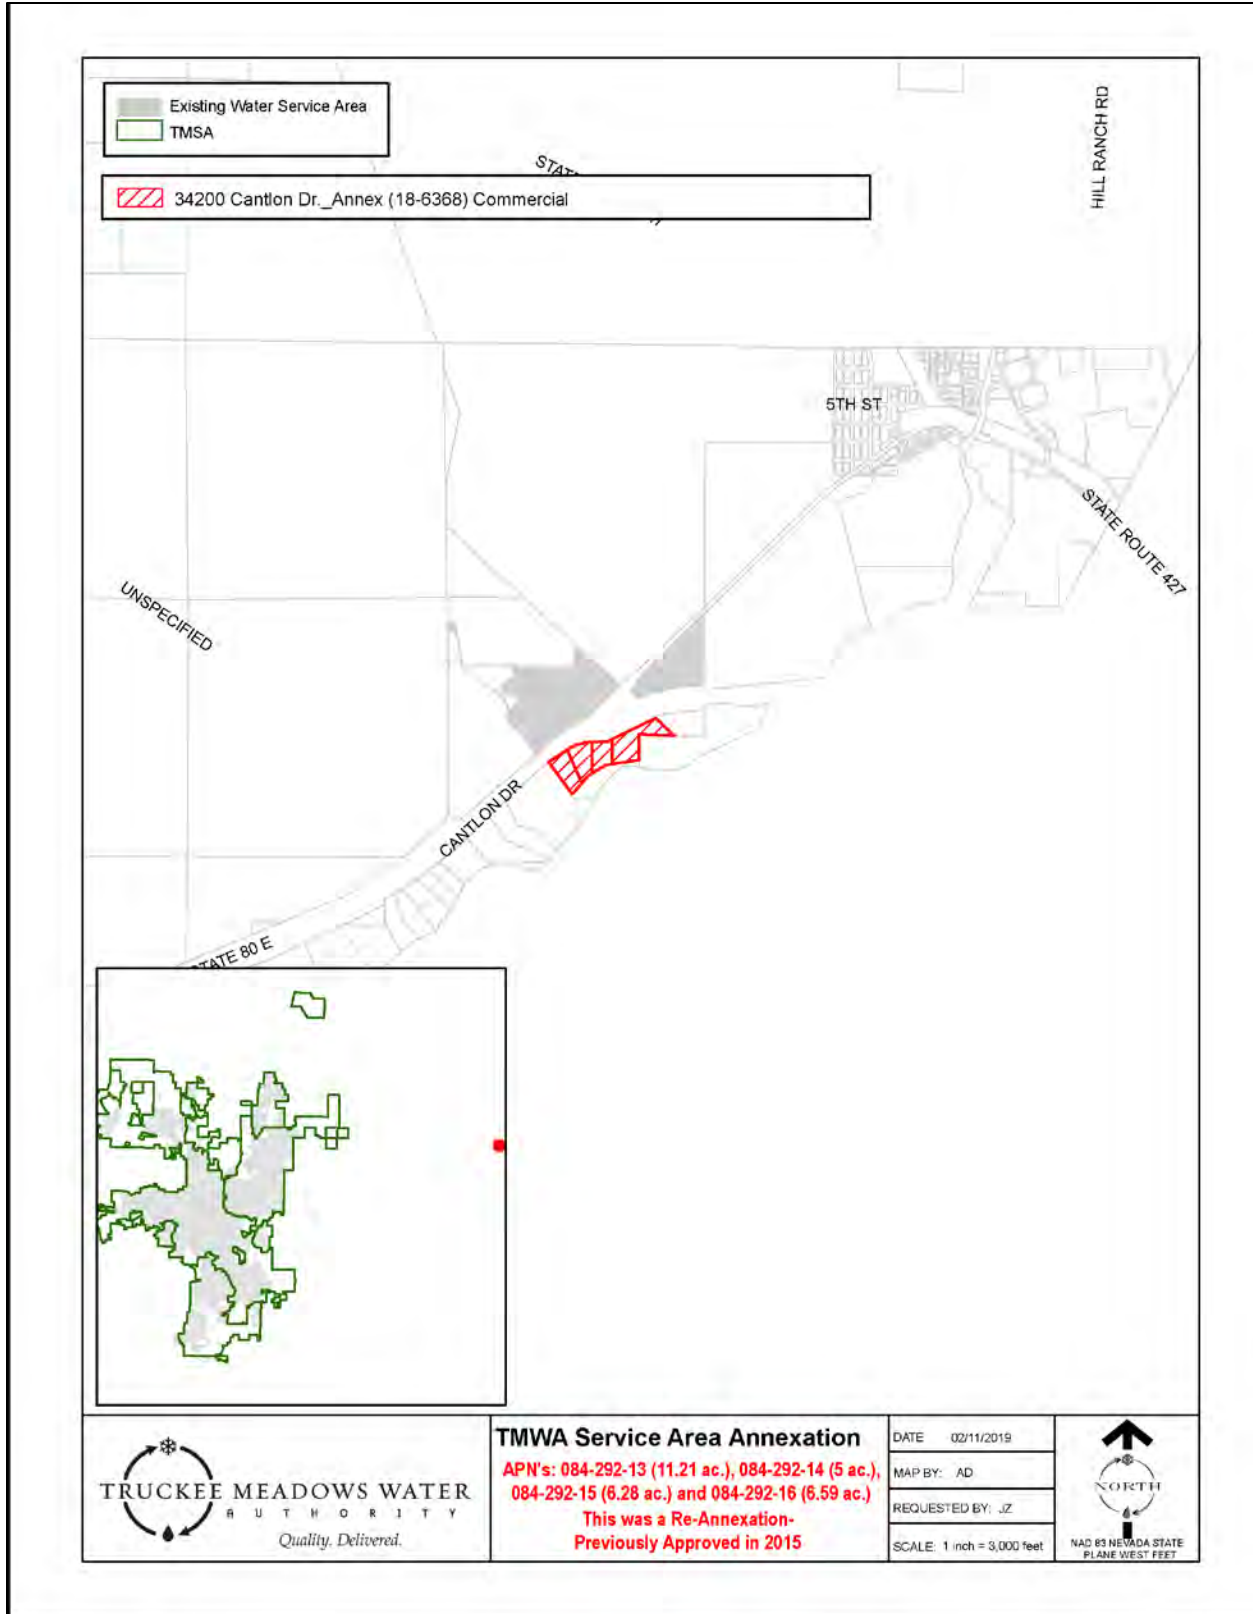 Existing Water Service Area
TMSA
34200 Cantlon Dr._Annex (18-6368) Commercial
HILL RANCH RD
5TH ST
STATE ROUTE 427
UNSPECIFIED
CANTLON DR
80 E
TRUCKEE MEADOWS WATER
AUTHORITY
Quality. Delivered.
TMWA Service Area Annexation
APN's: 084-292-13 (11.21 ac.), 084-292-14 (5 ac.),
084-292-15 (6.28 ac.) and 084-292-16 (6.59 ac.)
This was a Re-Annexation-
Previously Approved in 2015
DATE 02/11/2019
MAP BY: AD
REQUESTED BY: JZ
SCALE: 1 inch = 3,000 feet
NORTH
NAD 83 NEVADA STATE
PLANE WEST FEET